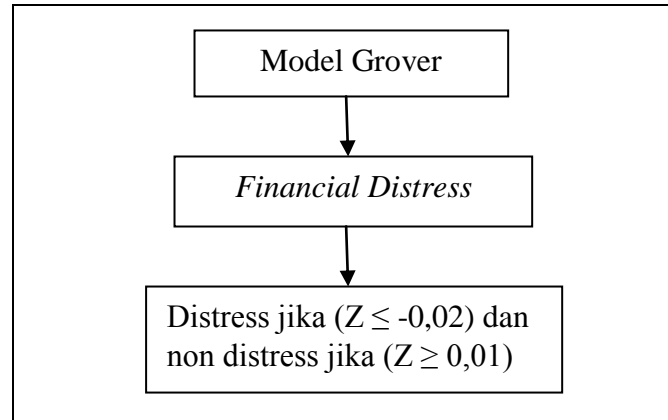 Model Grover
Financial Distress
Distress jika (Z ≤ -0,02) dan
non distress jika (Z ≥ 0,01)